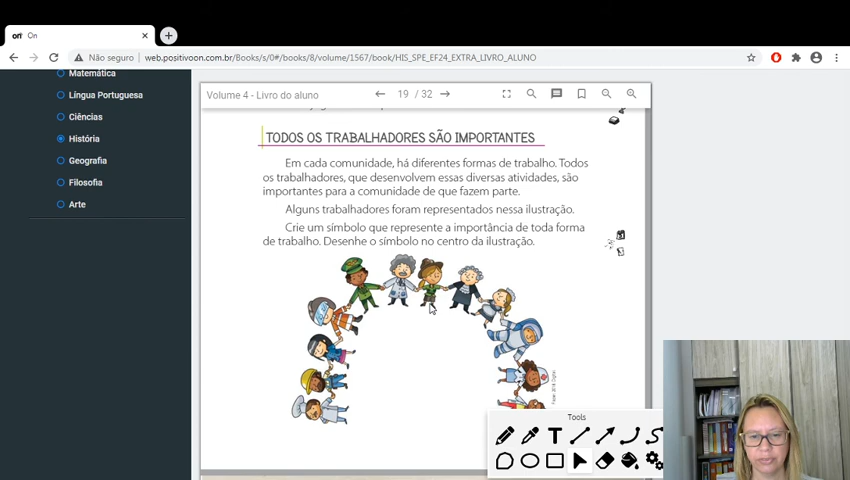 on
On
Não seguro
web.positivoon.com.br/Books/s/0#/books/8/volume/1567/book/HIS_SPE_EF24_EXTRA_LIVRO_ALUNO
Matemática
Língua Portuguesa
Ciências
História
Geografia
Filosofia
Arte
Volume 4 - Livro do aluno
19 / 32
TODOS OS TRABALHADORES SÃO IMPORTANTES
Em cada comunidade, há diferentes formas de trabalho. Todos
os trabalhadores, que desenvolvem essas diversas atividades, são
importantes para a comunidade de que fazem parte.
Alguns trabalhadores foram representados nessa ilustração.
Crie um símbolo que represente a importância de toda forma
de trabalho. Desenhe o símbolo no centro da ilustração.
Tools
T